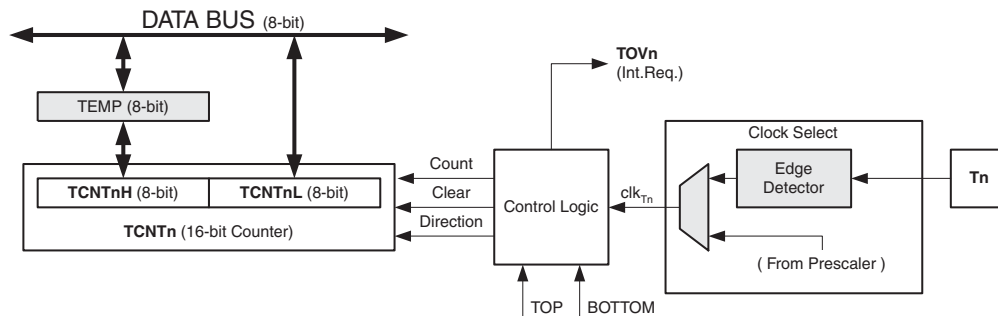 DATA BUS (8-bit)
TOVn
(Int.Req.)
TEMP (8-bit)
Clock Select
Count
Edge
Detector
Tn
TCNTnH (8-bit) TCNTnL (8-bit)
Clear
Control Logic
clkTn
Direction
TCNTn (16-bit Counter)
( From Prescaler )
TOP
BOTTOM